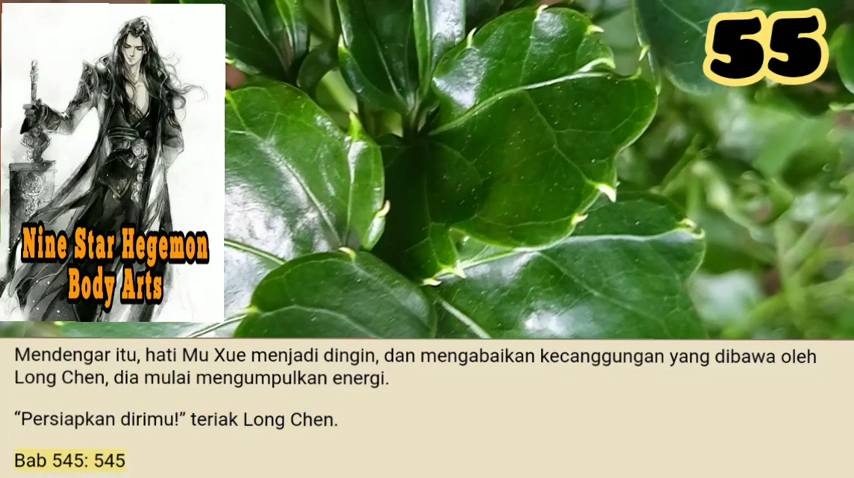 55
Nine Star Hegemon
Body Arts
Mendengar itu, hati Mu Xue menjadi dingin, dan mengabaikan kecanggungan yang dibawa oleh
Long Chen, dia mulai mengumpulkan energi.
“Persiapkan dirimu!” teriak Long Chen.
Bab 545: 545